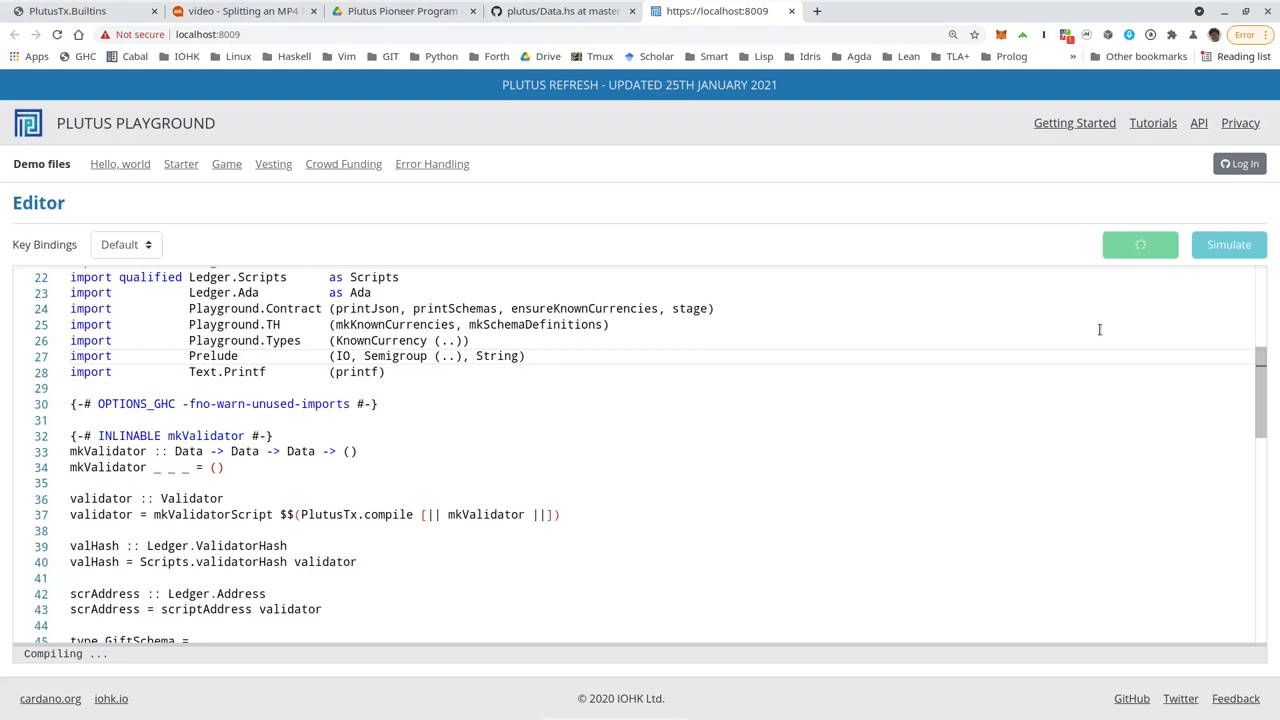 PlutusTx.Builtins
video - Splitting an MP4
Plutus Pioneer Program
plutus/Data.hs at master
https://localhost:8009
Not secure
localhost:8009
Error
Apps
GHC
Cabal
IOHK
Linux
Haskell
Vim
GIT
Python
Forth
Drive
Tmux
Scholar
Smart
Lisp
Idris
Agda
Lean
TLA+
Prolog
»
Other bookmarks
Reading list
PLUTUS REFRESH - UPDATED 25TH JANUARY 2021
PLUTUS PLAYGROUND
Getting Started
Tutorials
API
Privacy
Demo files
Hello, world
Starter
Game
Vesting
Crowd Funding
Error Handling
Log In
Editor
Key Bindings
Default
Simulate
22 import qualified Ledger.Scripts      as Scripts
23 import           Ledger.Ada          as Ada
24 import           Playground.Contract (printJson, printSchemas, ensureKnownCurrencies, stage)
25 import           Playground.TH       (mkKnownCurrencies, mkSchemaDefinitions)
26 import           Playground.Types    (KnownCurrency (..))
27 import           Prelude             (IO, Semigroup (..), String)
28 import           Text.Printf         (printf)
29
30 {-# OPTIONS_GHC -fno-warn-unused-imports #-}
31
32 {-# INLINABLE mkValidator #-}
33 mkValidator :: Data -> Data -> Data -> ()
34 mkValidator _ _ _ = ()
35
36 validator :: Validator
37 validator = mkValidatorScript $$(PlutusTx.compile [|| mkValidator ||])
38
39 valHash :: Ledger.ValidatorHash
40 valHash = Scripts.validatorHash validator
41
42 scrAddress :: Ledger.Address
43 scrAddress = scriptAddress validator
44
45 type GiftSchema =
Compiling ...
cardano.org
iohk.io
© 2020 IOHK Ltd.
GitHub
Twitter
Feedback